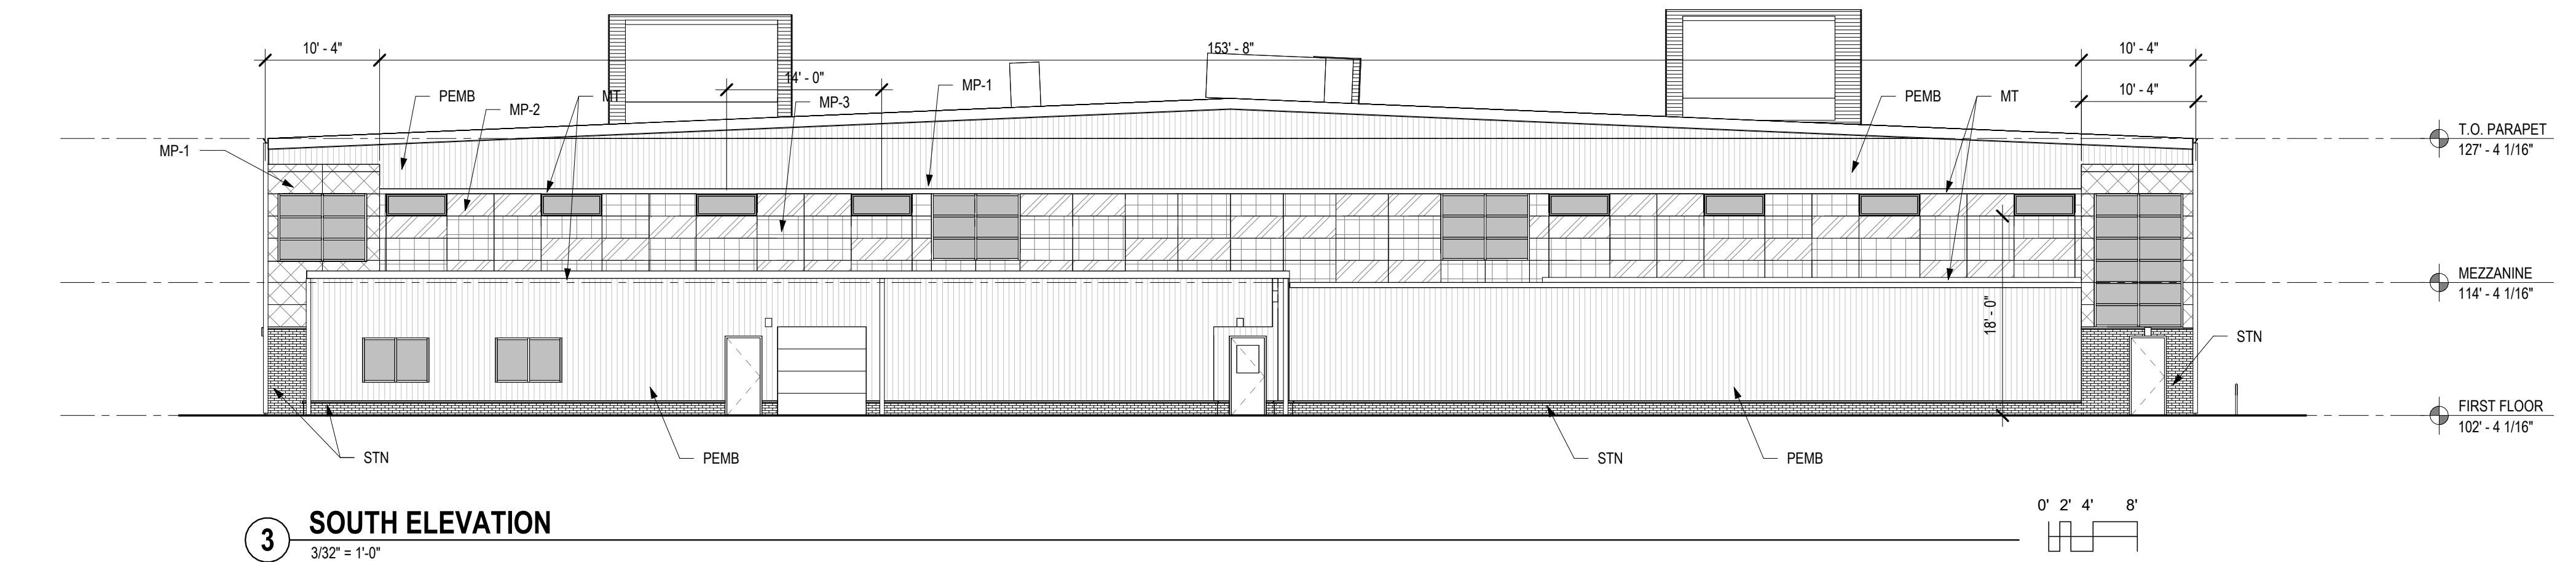 10' - 4"
153' - 8"
10' - 4"
14' - 0"
10' - 4"
PEMB
MP-2
MT
MP-3
MP-1
PEMB
MT
T.O. PARAPET
127' - 4 1/16"
MP-1
MEZZANINE
114' - 4 1/16"
18' - 0"
STN
FIRST FLOOR
102' - 4 1/16"
STN
PEMB
STN
PEMB
0' 2' 4' 8'
3
SOUTH ELEVATION
3/32" = 1'-0"